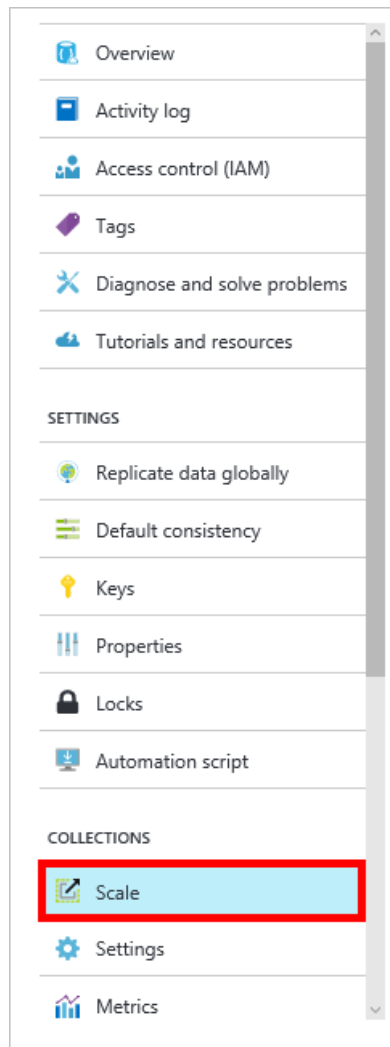 Overview
Activity log
Access control (IAM)
Tags
Diagnose and solve problems
Tutorials and resources
SETTINGS
Replicate data globally
Default consistency
Keys
Properties
Locks
Automation script
COLLECTIONS
Scale
Settings
Metrics